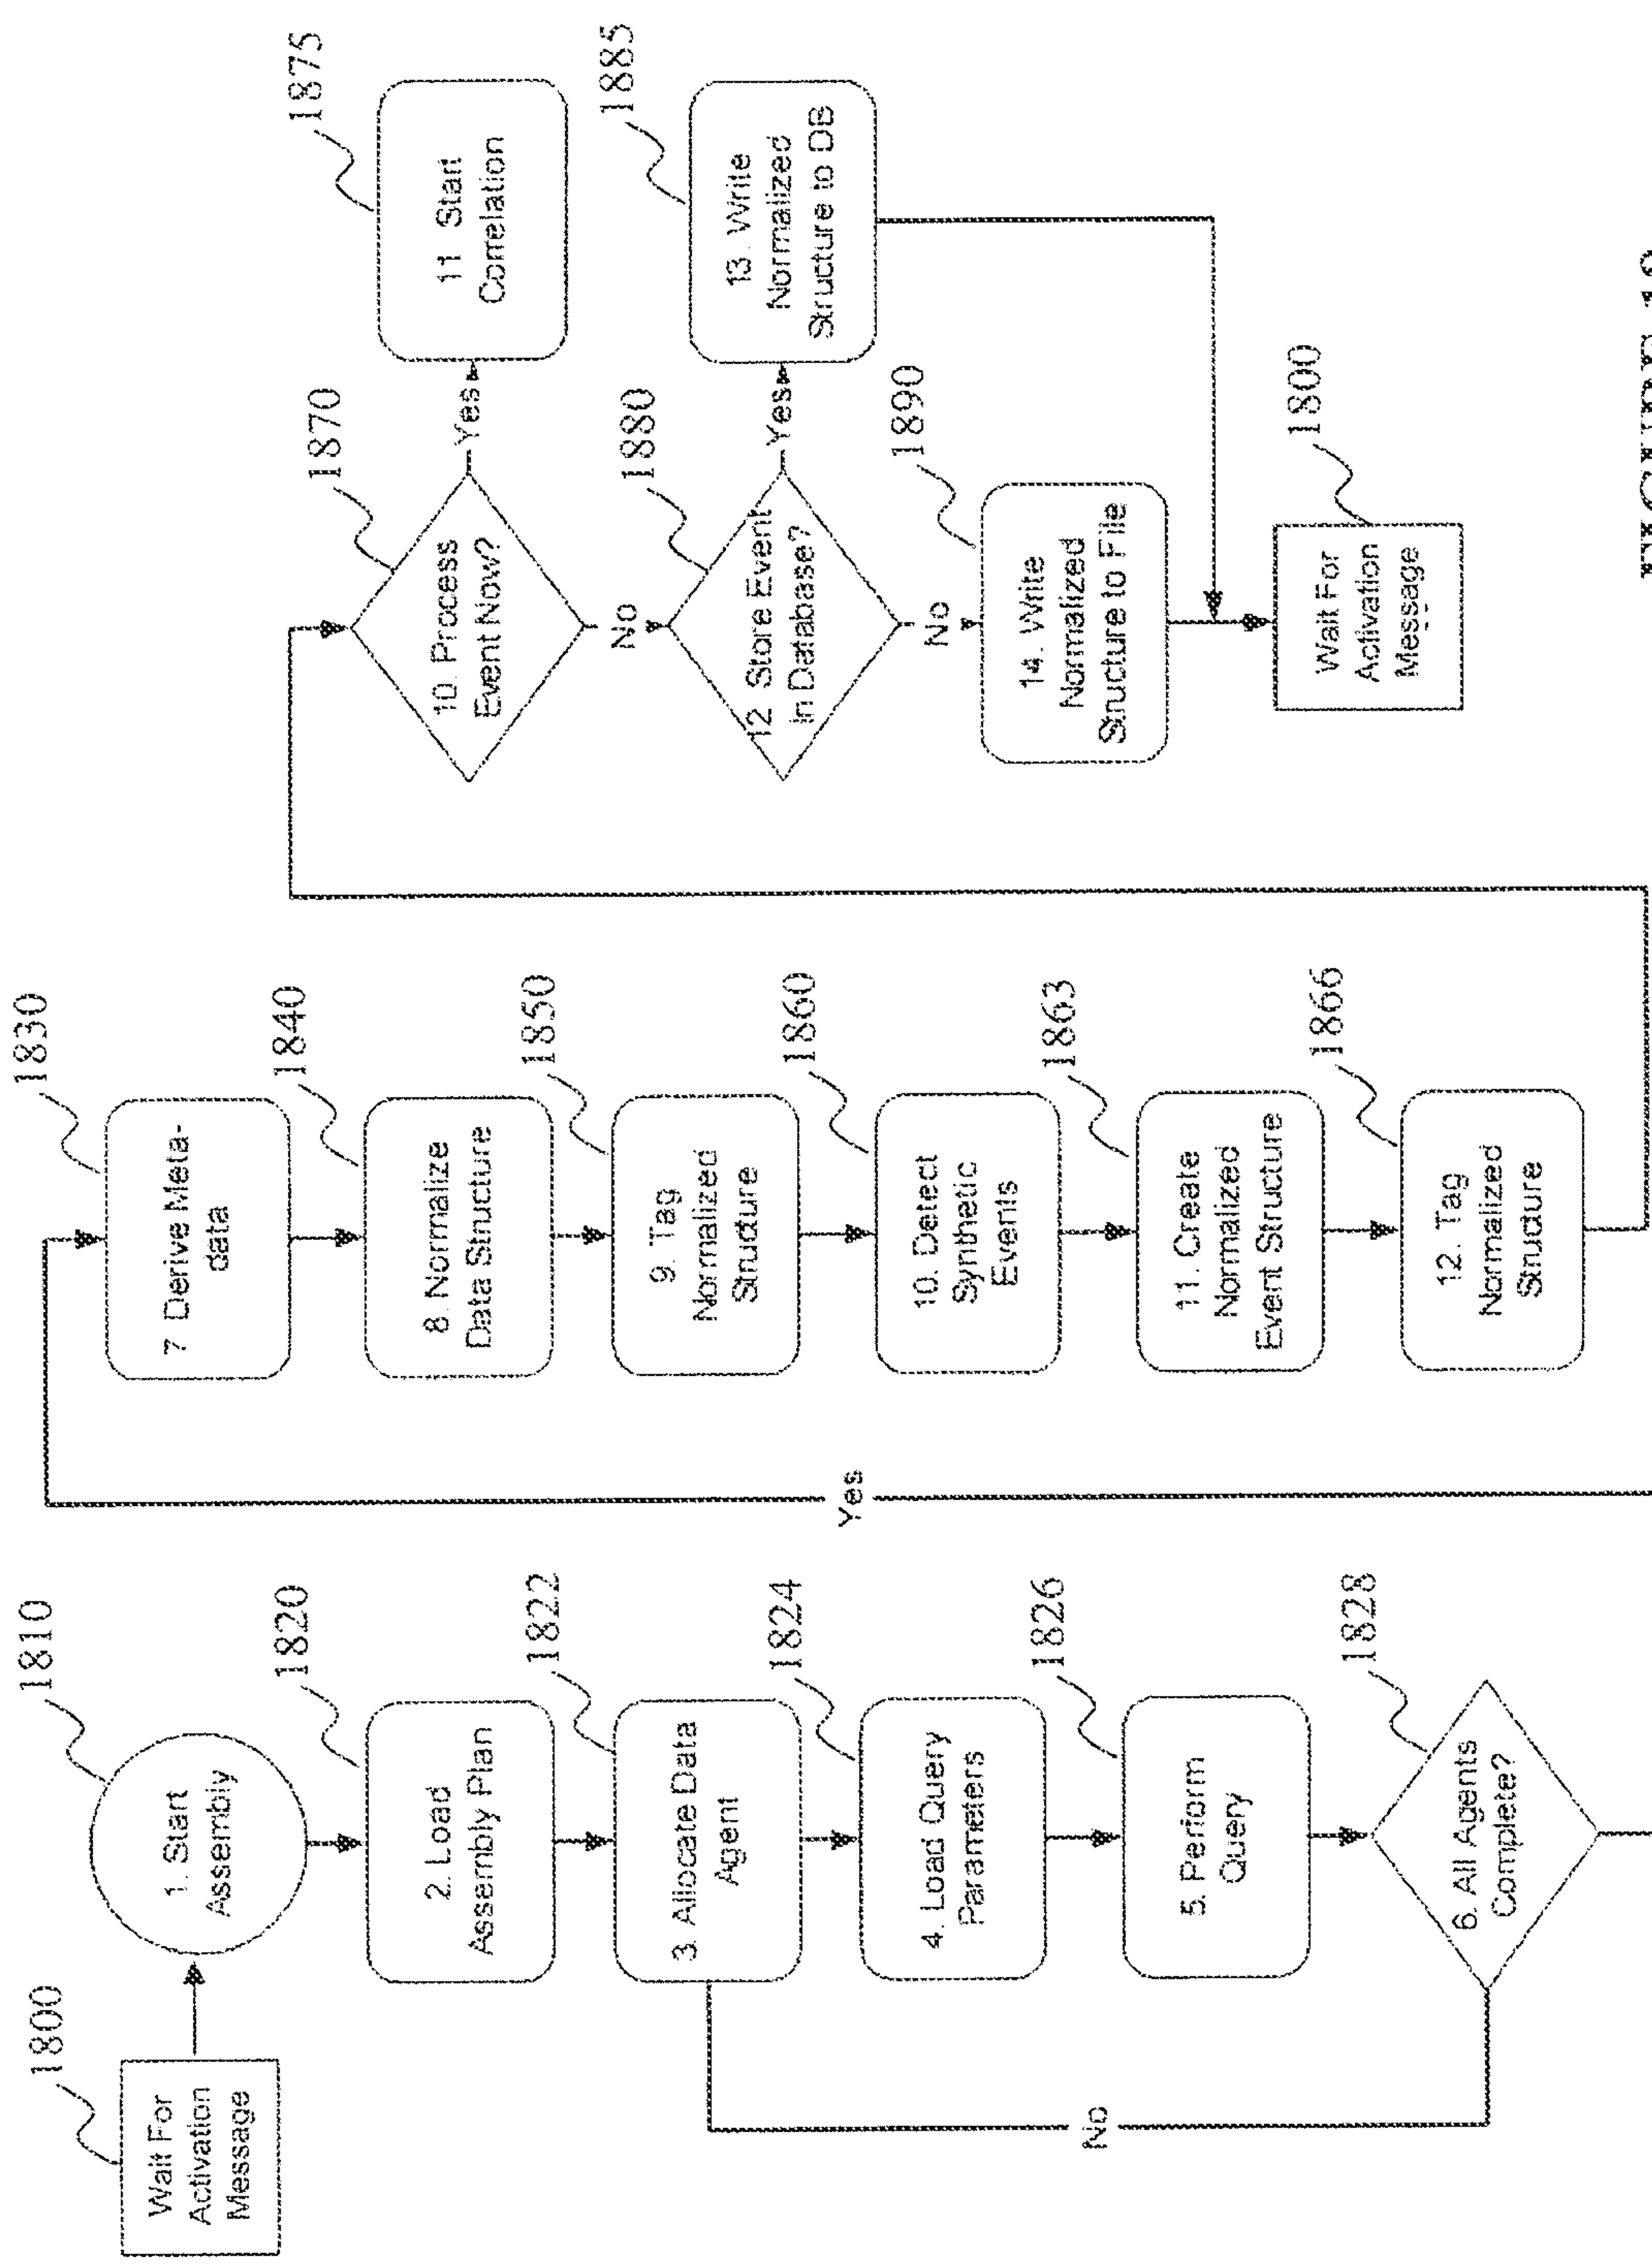 1800
Wait For
Activation
Message
1810
1. Start
Assembly
1820
2. Load
Assembly Plan
1822
3. Allocate Data
Agent
1824
4. Load Query
Parameters
1826
5. Perform
Query
1828
6. All Agents
Complete?
No
Yes
1830
7 Derive Meta-
data
1840
8. Normalize
Data Structure
1850
9. Tag
Normalized
Structure
1860
10. Detect
Synthetic
Events
1863
11. Create
Normalized
Event Structure
1866
12. Tag
Normalized
Structure
1870
10. Process
Event Now?
Yes
1875
11 Start
Correlation
No
1880
12 Store Event
In Database?
Yes
1885
13. Write
Normalized
Structure to DB
No
1890
14. Write
Normalized
Structure to File
1800
Wait For
Activation
Message